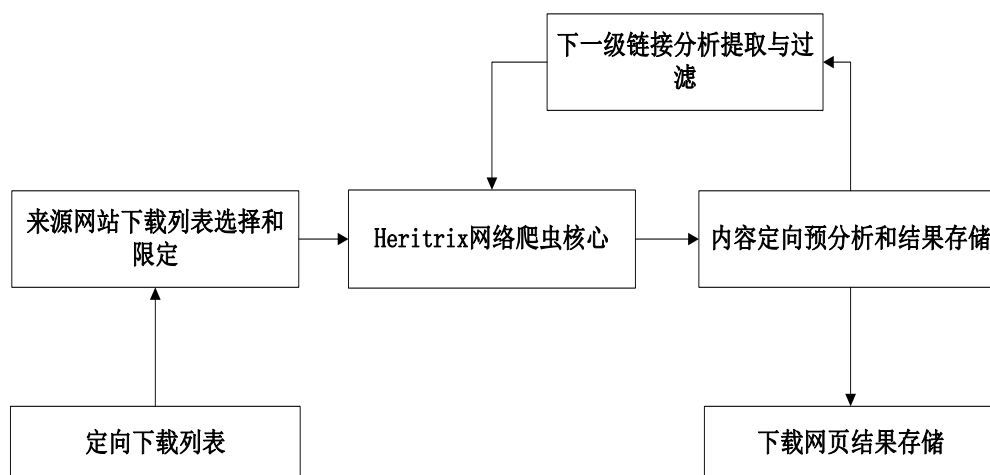 下一级链接分析提取与过
滤
来源网站下载列表选择和
限定
Heritrix网络爬虫核心
内容定向预分析和结果存储
定向下载列表
下载网页结果存储